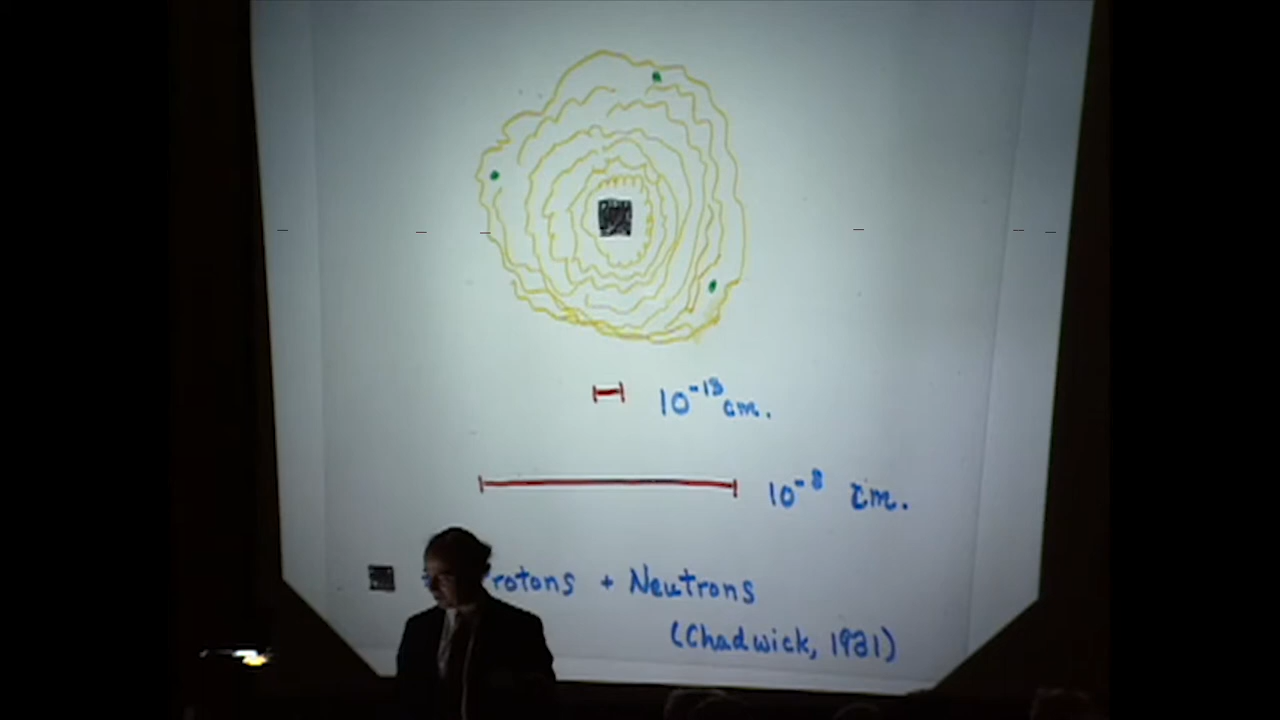 10⁻¹³ cm.
10⁻⁸ cm.
rotons + Neutrons
(Chadwick, 1931)